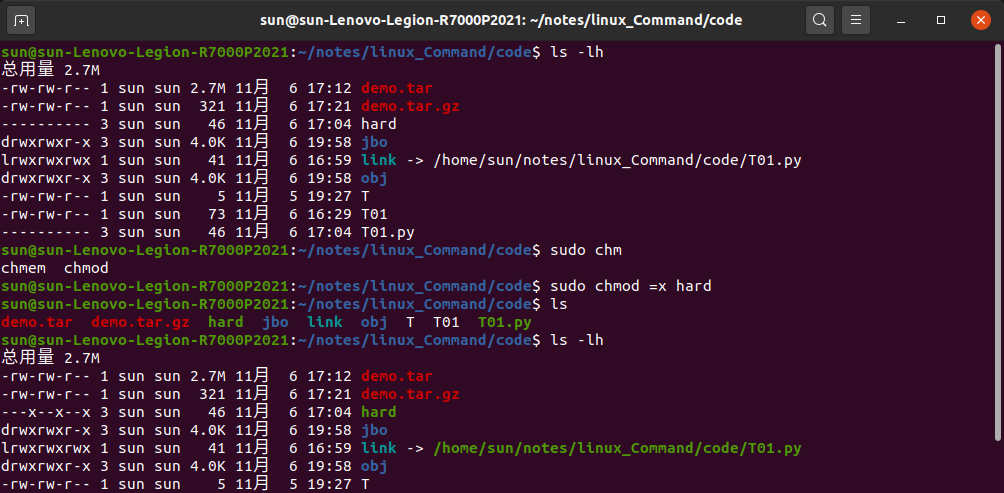 sun@sun-Lenovo-Legion-R7000P2021: ~/notes/linux_Command/code
sun@sun-Lenovo-Legion-R7000P2021:~/notes/linux_Command/code$ ls -lh
总用量 2.7M
-rw-rw-r-- 1 sun sun 2.7M 11月  6 17:12 demo.tar
-rw-rw-r-- 1 sun sun  321 11月  6 17:21 demo.tar.gz
---------- 3 sun sun   46 11月  6 17:04 hard
drwxrwxr-x 3 sun sun 4.0K 11月  6 19:58 jbo
lrwxrwxrwx 1 sun sun   41 11月  6 16:59 link -> /home/sun/notes/linux_Command/code/T01.py
drwxrwxr-x 3 sun sun 4.0K 11月  6 19:58 obj
-rw-rw-r-- 1 sun sun    5 11月  5 19:27 T
-rw-rw-r-- 1 sun sun   73 11月  6 16:29 T01
---------- 3 sun sun   46 11月  6 17:04 T01.py
sun@sun-Lenovo-Legion-R7000P2021:~/notes/linux_Command/code$ sudo chm
chmem  chmod
sun@sun-Lenovo-Legion-R7000P2021:~/notes/linux_Command/code$ sudo chmod =x hard
sun@sun-Lenovo-Legion-R7000P2021:~/notes/linux_Command/code$ ls
demo.tar  demo.tar.gz  hard  jbo  link  obj  T  T01  T01.py
sun@sun-Lenovo-Legion-R7000P2021:~/notes/linux_Command/code$ ls -lh
总用量 2.7M
-rw-rw-r-- 1 sun sun 2.7M 11月  6 17:12 demo.tar
-rw-rw-r-- 1 sun sun  321 11月  6 17:21 demo.tar.gz
---x--x--x 3 sun sun   46 11月  6 17:04 hard
drwxrwxr-x 3 sun sun 4.0K 11月  6 19:58 jbo
lrwxrwxrwx 1 sun sun   41 11月  6 16:59 link -> /home/sun/notes/linux_Command/code/T01.py
drwxrwxr-x 3 sun sun 4.0K 11月  6 19:58 obj
-rw-rw-r-- 1 sun sun    5 11月  5 19:27 T